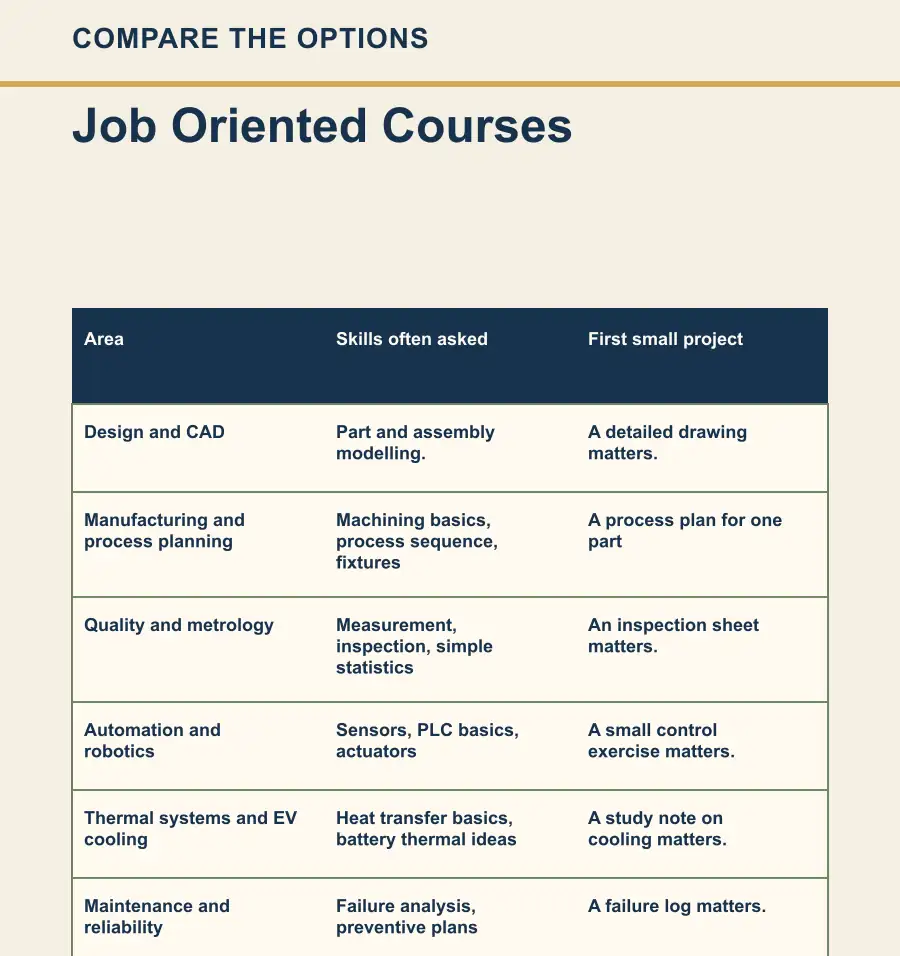 COMPARE THE OPTIONS
Job Oriented Courses
Area
Skills often asked
First small project
Design and CAD
Part and assembly
modelling.
A detailed drawing
matters.
Manufacturing and
process planning
Machining basics,
process sequence,
fixtures
A process plan for one
part
Quality and metrology
Measurement,
inspection, simple
statistics
An inspection sheet
matters.
Automation and
robotics
Sensors, PLC basics,
actuators
A small control
exercise matters.
Thermal systems and EV
cooling
Heat transfer basics,
battery thermal ideas
A study note on
cooling matters.
Maintenance and
reliability
Failure analysis,
preventive plans
A failure log matters.